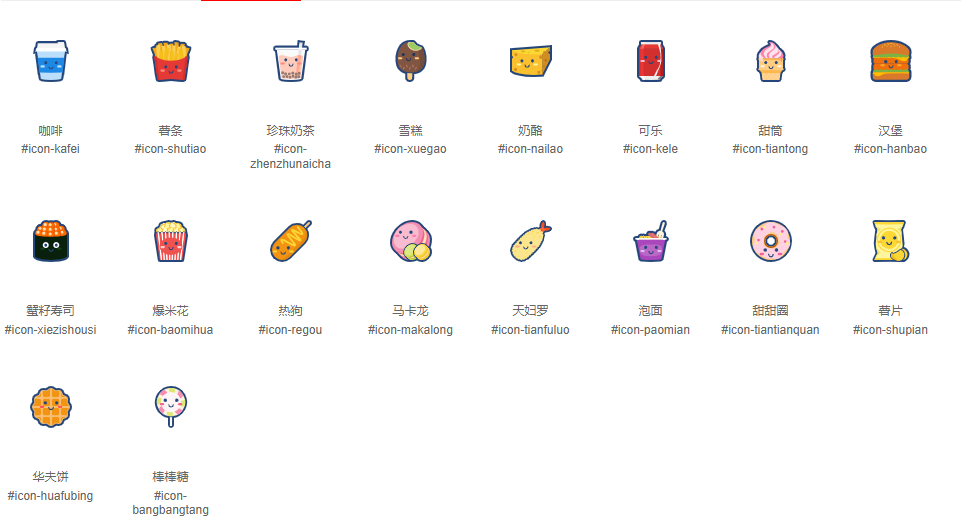 咖啡
#icon-kafei
薯条
#icon-shutiao
珍珠奶茶
#icon-
zhenzhunaicha
雪糕
#icon-xuegao
奶酪
#icon-nailao
可乐
#icon-kele
甜筒
#icon-tiantong
汉堡
#icon-hanbao
蟹籽寿司
#icon-xiezishousi
爆米花
#icon-baomihua
热狗
#icon-regou
马卡龙
#icon-makalong
天妇罗
#icon-tianfuluo
泡面
#icon-paomian
甜甜圈
#icon-tiantianquan
薯片
#icon-shupian
华夫饼
#icon-huafubing
棒棒糖
#icon-
bangbangtang